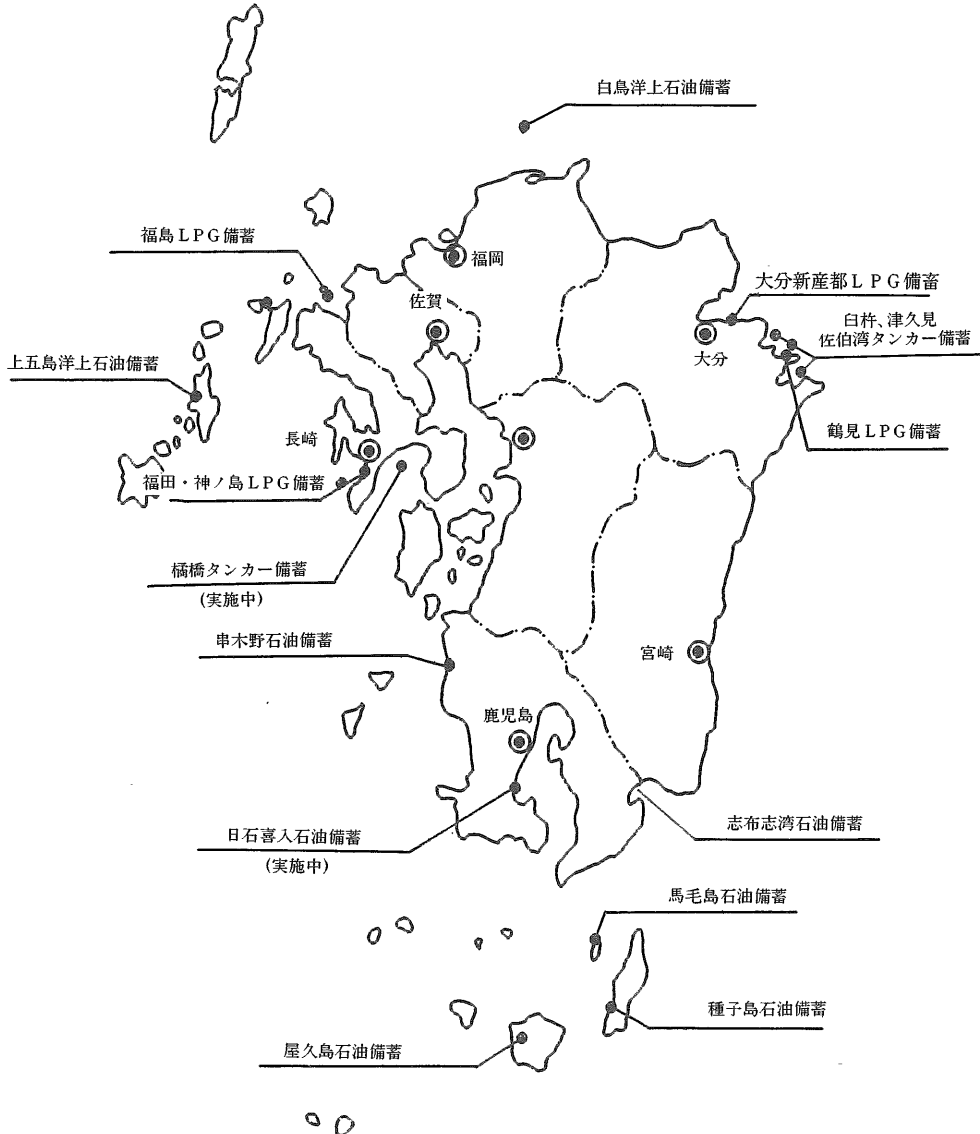 白鳥洋上石油備蓄
福島LPG備蓄
福岡
佐賀
大分新産都LPG備畜
臼杵、津久見
佐伯湾タンカー備蓄
大分
上五島洋上石油備蓄
鶴見LPG備蓄
長崎
福田・神ノ島LPG備蓄
橘橋タンカー備蓄
(実施中)
串木野石油備蓄
宮崎
鹿児島
日石喜入石油備蓄
(実施中)
志布志湾石油備蓄
馬毛島石油備蓄
種子島石油備蓄
屋久島石油備蓄